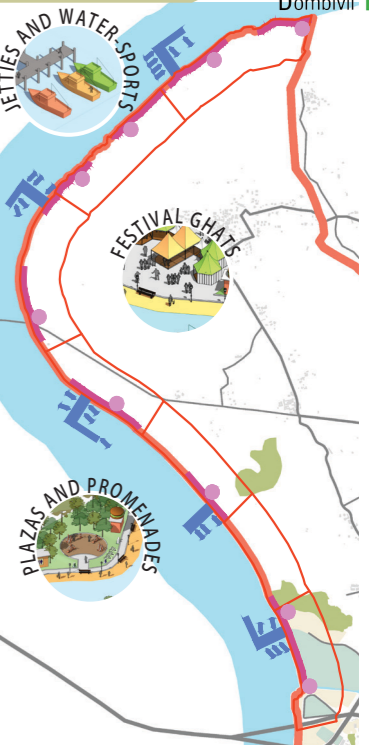 Dombivli
JETTIES AND WATER-SPORTS
FESTIVAL GHATS
PLAZAS AND PROMENADES